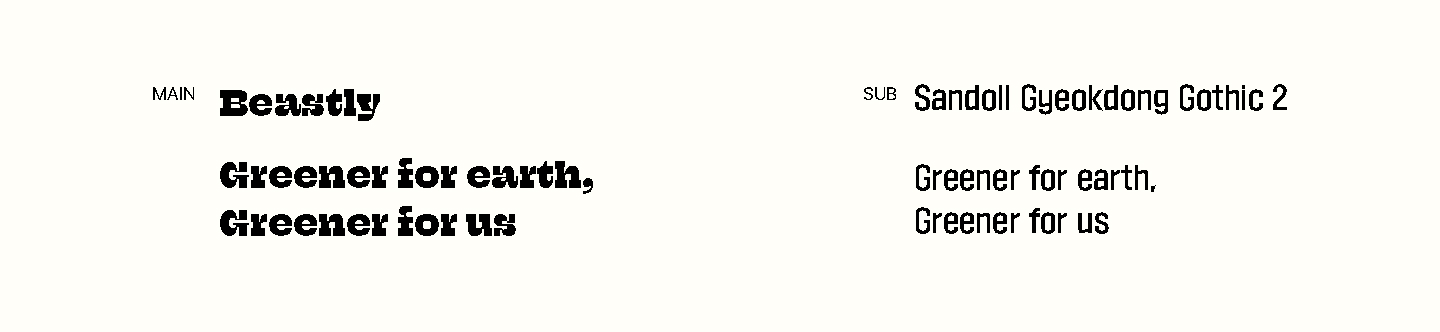 MAIN Beastly
Greener for earth,
Greener for us
SUB Sandoll Gyeokdong Gothic 2
Greener for earth,
Greener for us